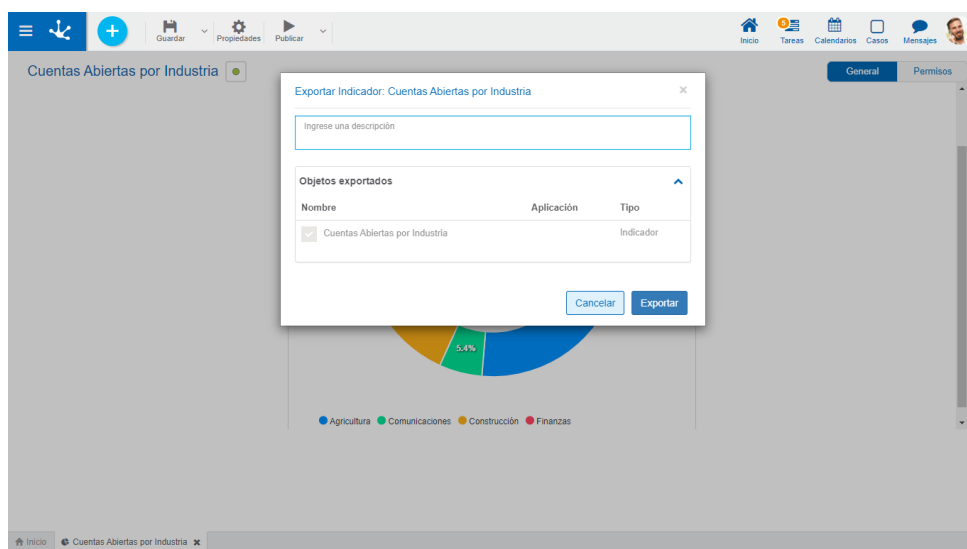 Guardar
Propiedades
Publicar
5
Inicio
Tareas
Calendarios
Casos
Mensajes
Cuentas Abiertas por Industria
General
Permisos
Exportar Indicador: Cuentas Abiertas por Industria
×
Ingrese una descripción
Objetos exportados
Nombre Aplicación Tipo
Cuentas Abiertas por Industria Indicador
Cancelar
Exportar
5.4%
Agricultura Comunicaciones Construcción Finanzas
Inicio
Cuentas Abiertas por Industria